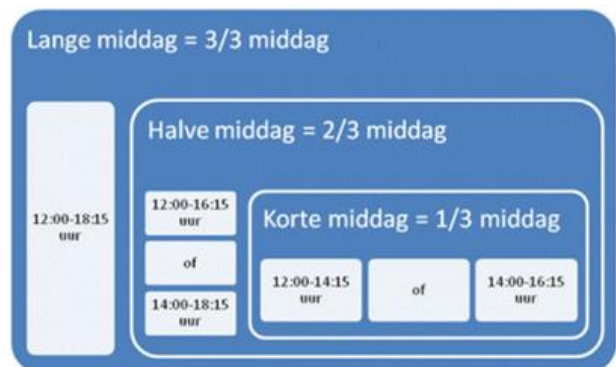 Lange middag = 3/3 middag
12:00-18:15
uur
Halve middag = 2/3 middag
12:00-16:15
uur
of
14:00-18:15
uur
Korte middag = 1/3 middag
12:00-14:15
uur
of
14:00-16:15
uur